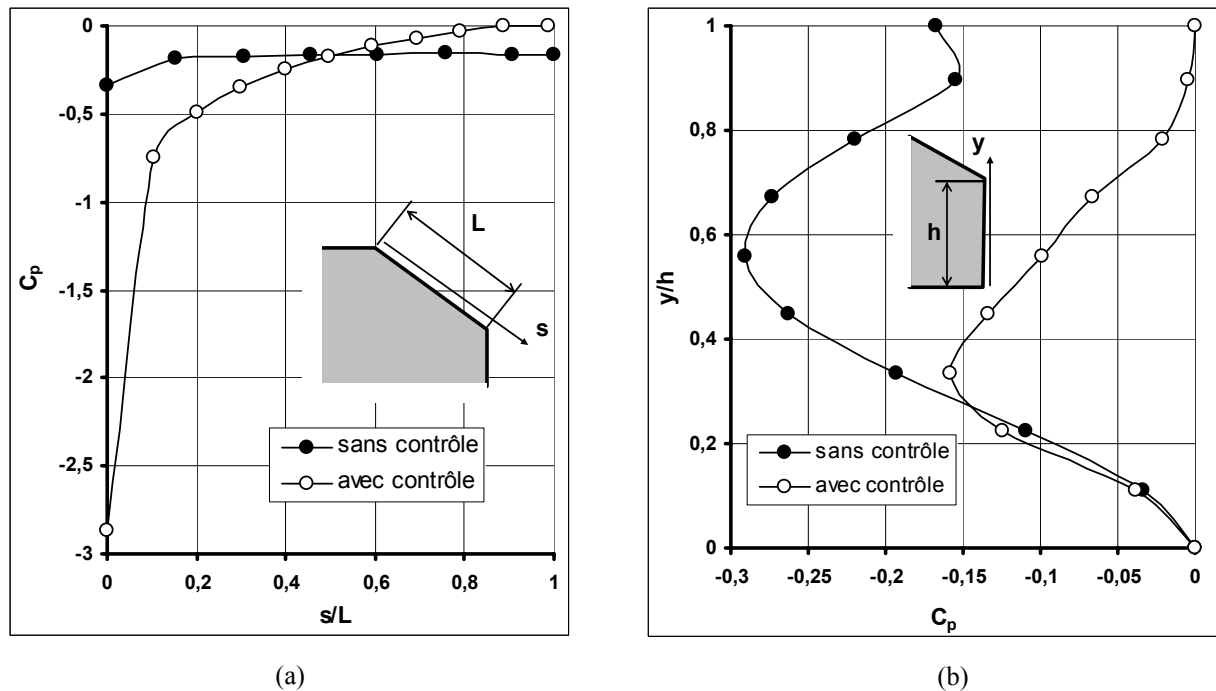 0
-0,5
-1
-1,5
-2
-2,5
-3
Cp
0
0,2
0,4
0,6
0,8
1
s/L
L
s
sans contrôle
avec contrôle
(a)
1
0,8
0,6
0,4
0,2
0
y/h
-0,3
-0,25
-0,2
-0,15
-0,1
-0,05
0
Cp
y
h
sans contrôle
avec contrôle
(b)